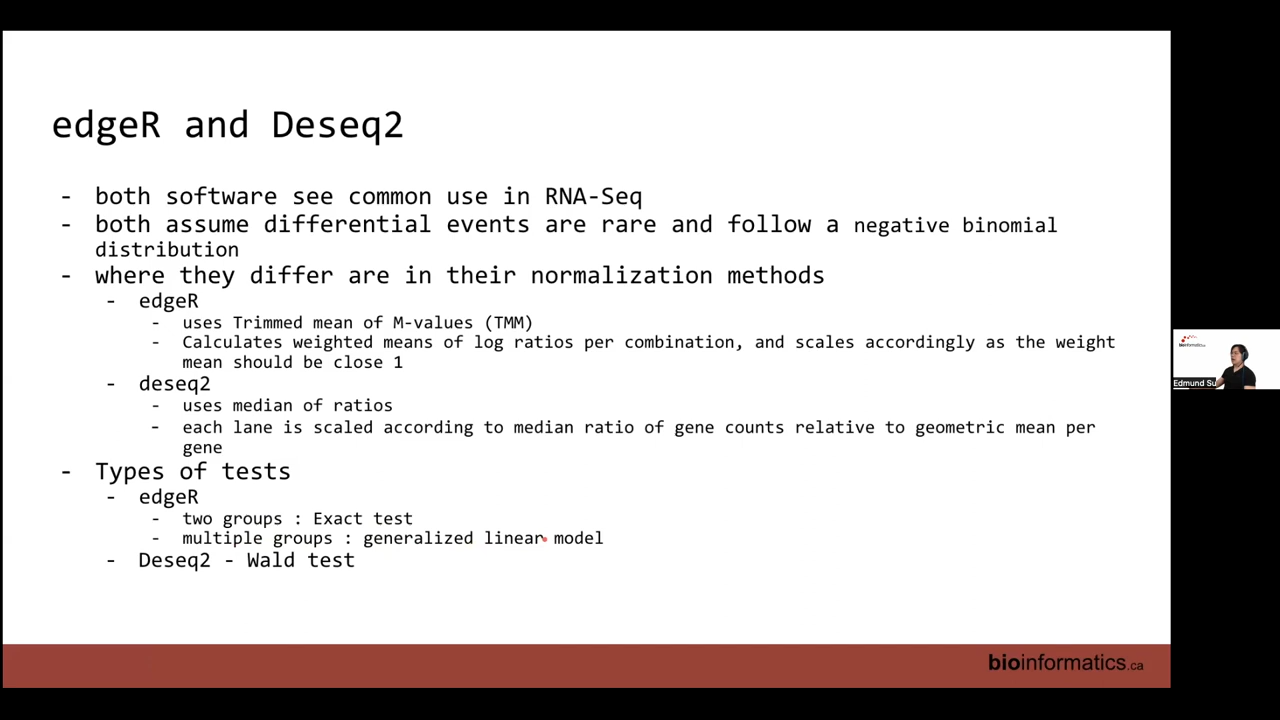 edgeR and Deseq2
- both software see common use in RNA-Seq
- both assume differential events are rare and follow a negative binomial
distribution
- where they differ are in their normalization methods
- edgeR
- uses Trimmed mean of M-values (TMM)
- Calculates weighted means of log ratios per combination, and scales accordingly as the weight
mean should be close 1
- deseq2
- uses median of ratios
- each lane is scaled according to median ratio of gene counts relative to geometric mean per
gene
- Types of tests
- edgeR
- two groups : Exact test
- multiple groups : generalized linear model
- Deseq2 - Wald test
bioinformatics.ca
bioinformatics.ca
Edmund Su